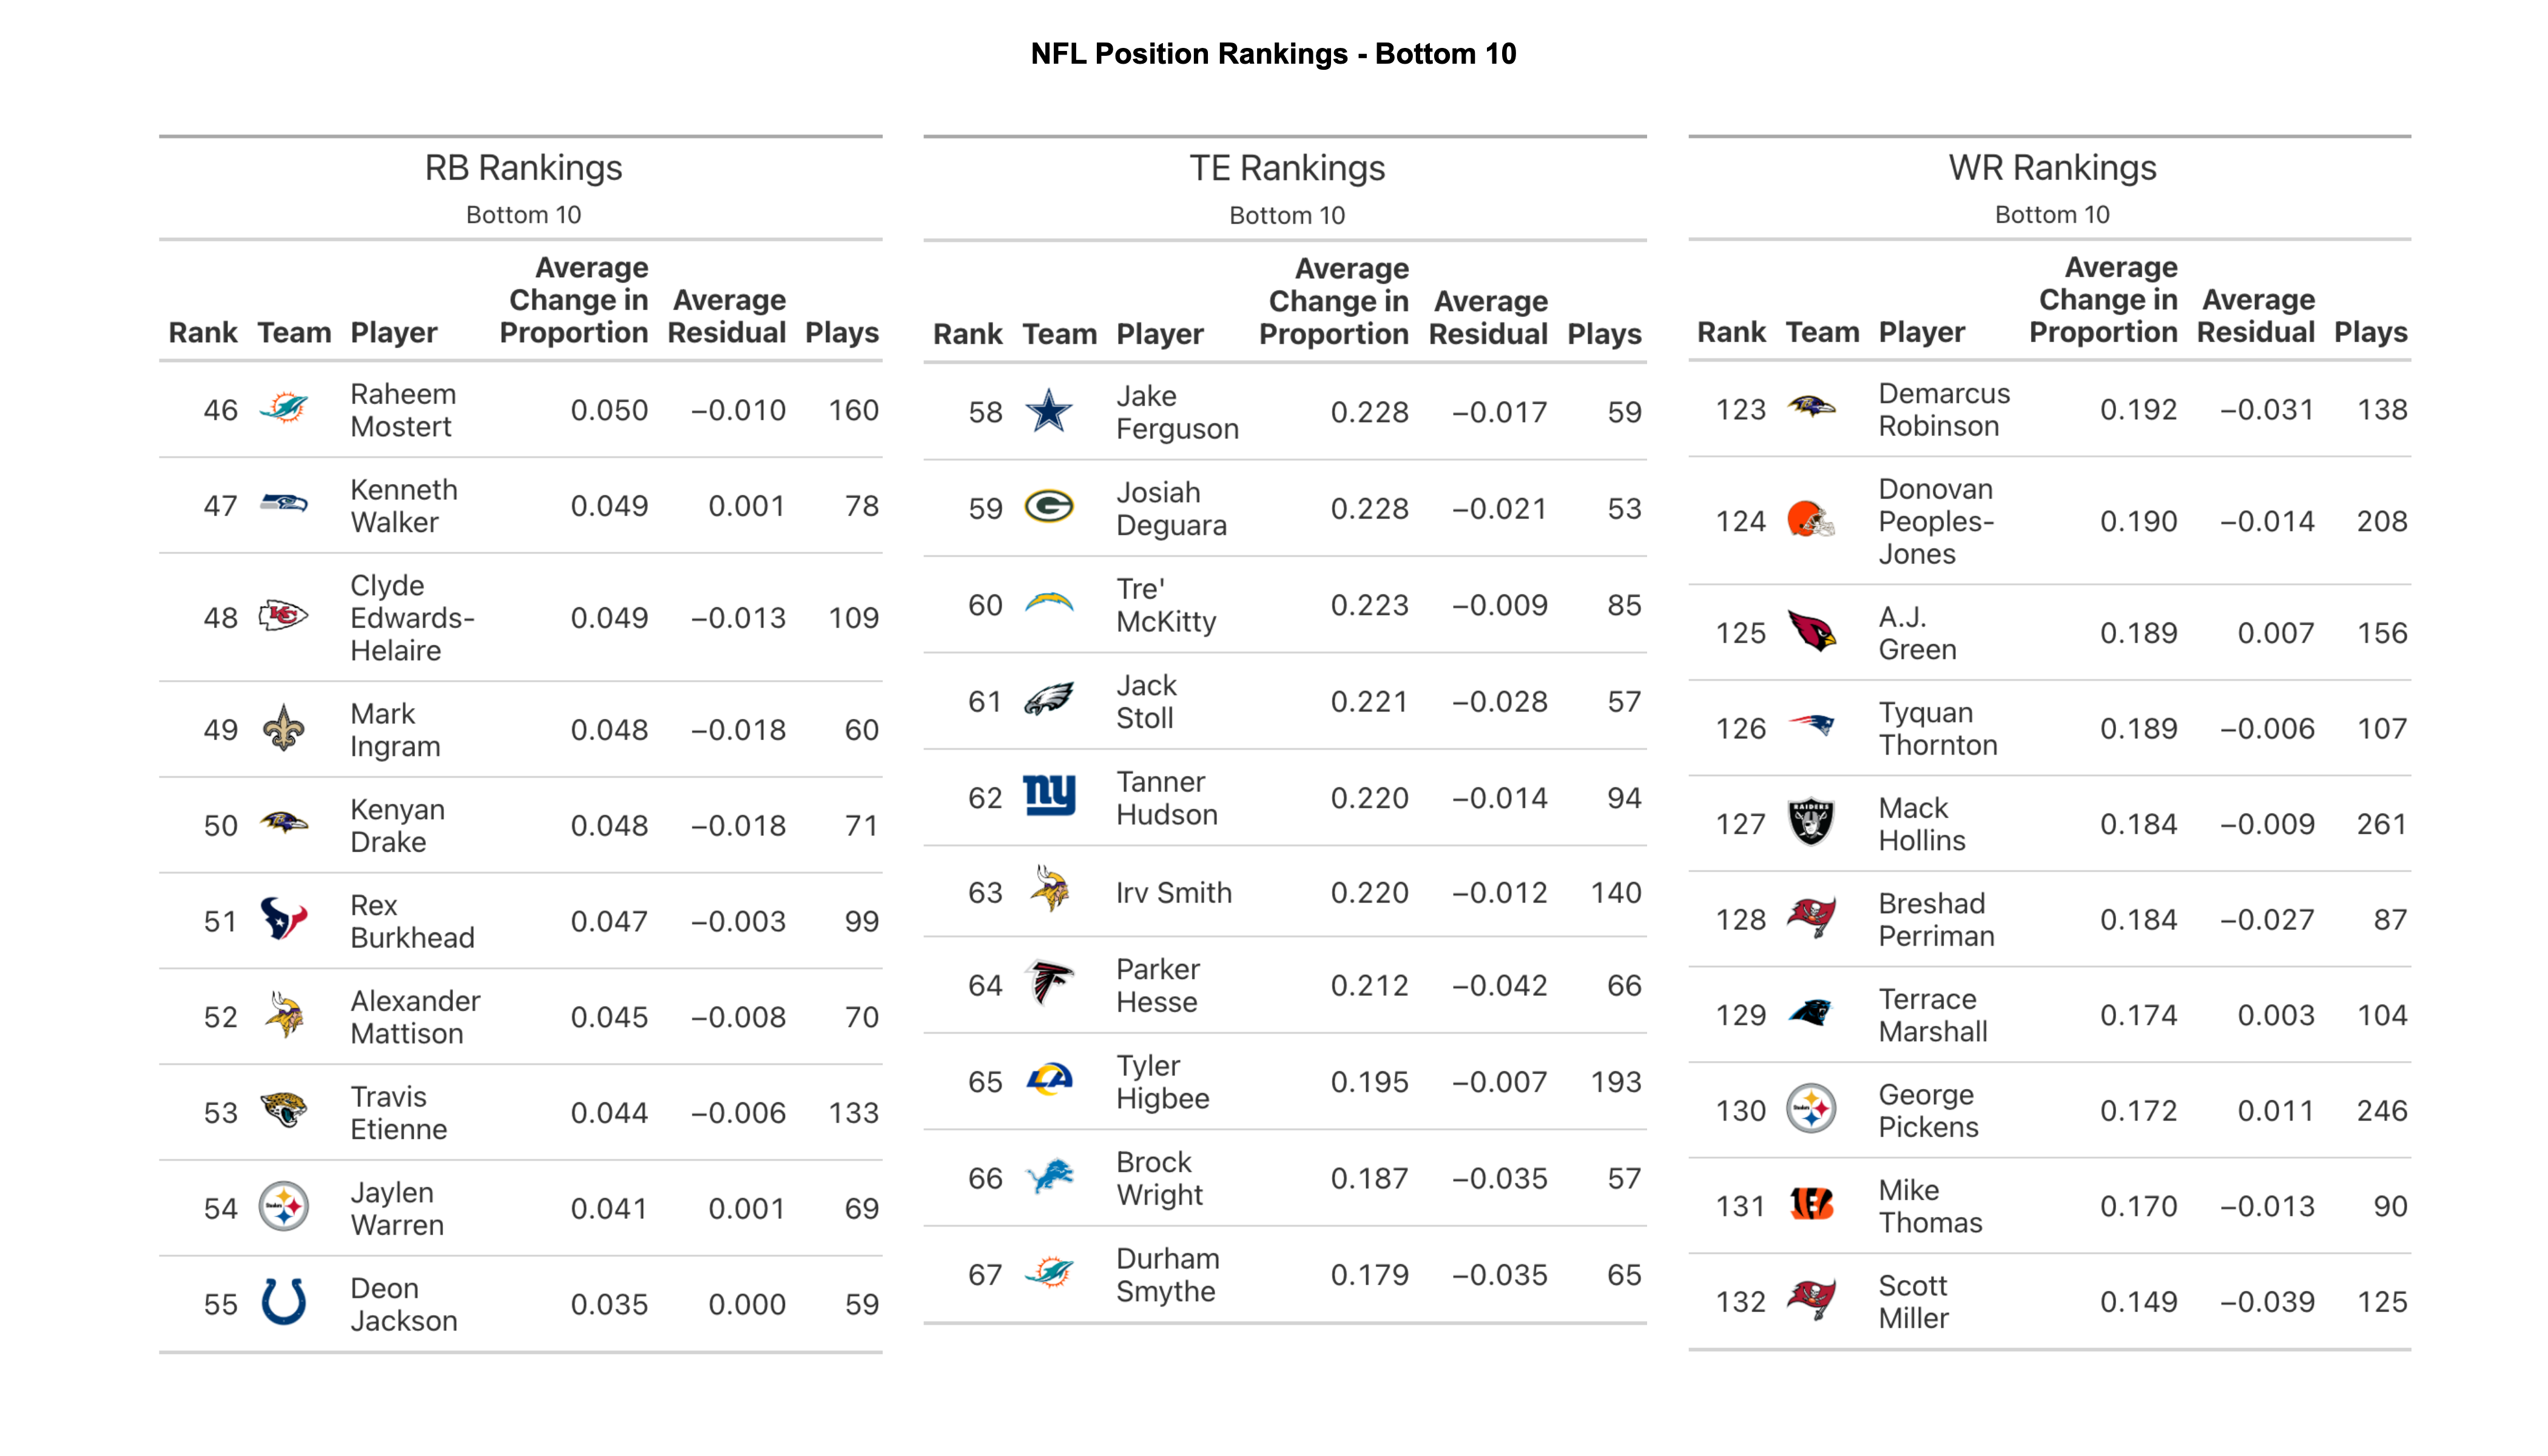 NFL Position Rankings - Bottom 10
RB Rankings
Bottom 10
Rank Team Player Average Change in Proportion Average Residual Plays
46 Raheem Mostert 0.050 −0.010 160
47 Kenneth Walker 0.049 0.001 78
48 Clyde Edwards-Helaire 0.049 −0.013 109
49 Mark Ingram 0.048 −0.018 60
50 Kenyan Drake 0.048 −0.018 71
51 Rex Burkhead 0.047 −0.003 99
52 Alexander Mattison 0.045 −0.008 70
53 Travis Etienne 0.044 −0.006 133
54 Jaylen Warren 0.041 0.001 69
55 Deon Jackson 0.035 0.000 59
TE Rankings
Bottom 10
Rank Team Player Average Change in Proportion Average Residual Plays
58 Jake Ferguson 0.228 −0.017 59
59 Josiah Deguara 0.228 −0.021 53
60 Tre' McKitty 0.223 −0.009 85
61 Jack Stoll 0.221 −0.028 57
62 ny Tanner Hudson 0.220 −0.014 94
63 Irv Smith 0.220 −0.012 140
64 Parker Hesse 0.212 −0.042 66
65 LA Tyler Higbee 0.195 −0.007 193
66 Brock Wright 0.187 −0.035 57
67 Durham Smythe 0.179 −0.035 65
WR Rankings
Bottom 10
Rank Team Player Average Change in Proportion Average Residual Plays
123 Demarcus Robinson 0.192 −0.031 138
124 Donovan Peoples-Jones 0.190 −0.014 208
125 A.J. Green 0.189 0.007 156
126 Tyquan Thornton 0.189 −0.006 107
127 RAIDERS Mack Hollins 0.184 −0.009 261
128 Breshad Perriman 0.184 −0.027 87
129 Terrace Marshall 0.174 0.003 104
130 Steelers George Pickens 0.172 0.011 246
131 Mike Thomas 0.170 −0.013 90
132 Scott Miller 0.149 −0.039 125